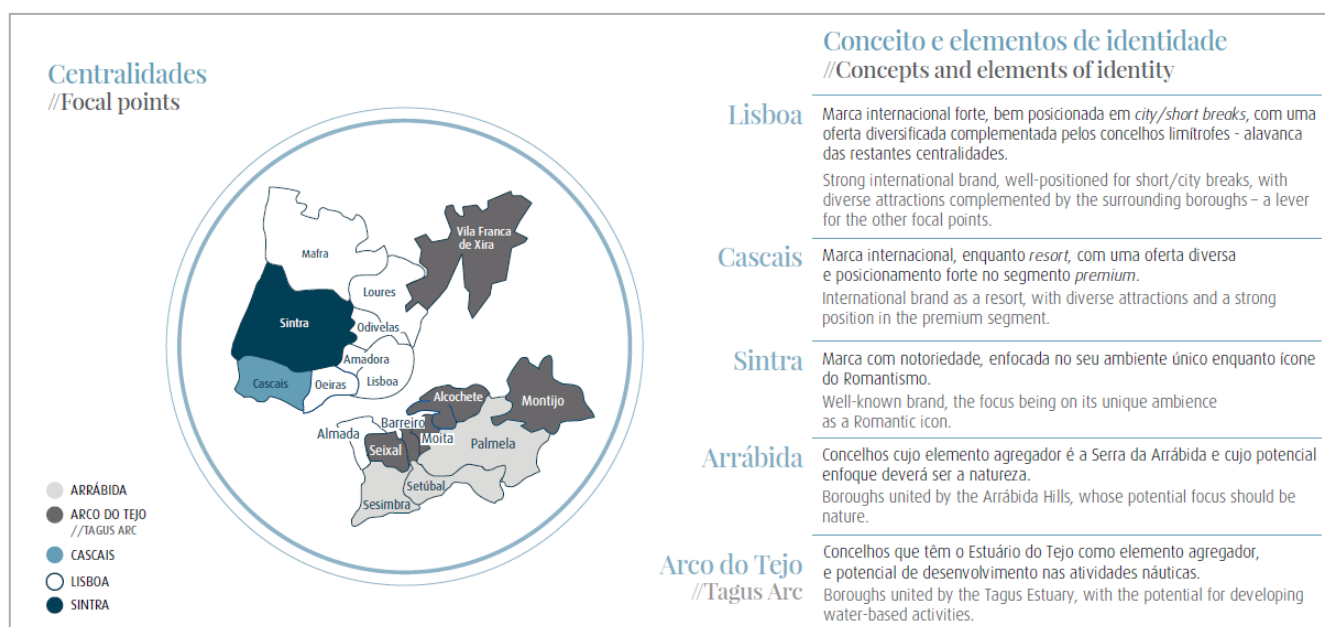 Centralidades
//Focal points
Mafra
Vila Franca
de Xira
Loures
Sintra
Odivelas
Amadora
Cascais
Oeiras
Lisboa
Alcochete
Montijo
Barreiro
Almada
Moita
Seixal
Palmela
Setúbal
Sesimbra
ARRÁBIDA
ARCO DO TEJO
//TAGUS ARC
CASCAIS
LISBOA
SINTRA
Conceito e elementos de identidade
//Concepts and elements of identity
Lisboa
Marca internacional forte, bem posicionada em city/short breaks, com uma
oferta diversificada complementada pelos concelhos limítrofes - alavanca
das restantes centralidades.
Strong international brand, well-positioned for short/city breaks, with
diverse attractions complemented by the surrounding boroughs – a lever
for the other focal points.
Cascais
Marca internacional, enquanto resort, com uma oferta diversa
e posicionamento forte no segmento premium.
International brand as a resort, with diverse attractions and a strong
position in the premium segment.
Sintra
Marca com notoriedade, enfocada no seu ambiente único enquanto ícone
do Romantismo.
Well-known brand, the focus being on its unique ambience
as a Romantic icon.
Arrábida
Concelhos cujo elemento agregador é a Serra da Arrábida e cujo potencial
enfoque deverá ser a natureza.
Boroughs united by the Arrábida Hills, whose potential focus should be
nature.
Arco do Tejo
//Tagus Arc
Concelhos que têm o Estuário do Tejo como elemento agregador,
e potencial de desenvolvimento nas atividades náuticas.
Boroughs united by the Tagus Estuary, with the potential for developing
water-based activities.